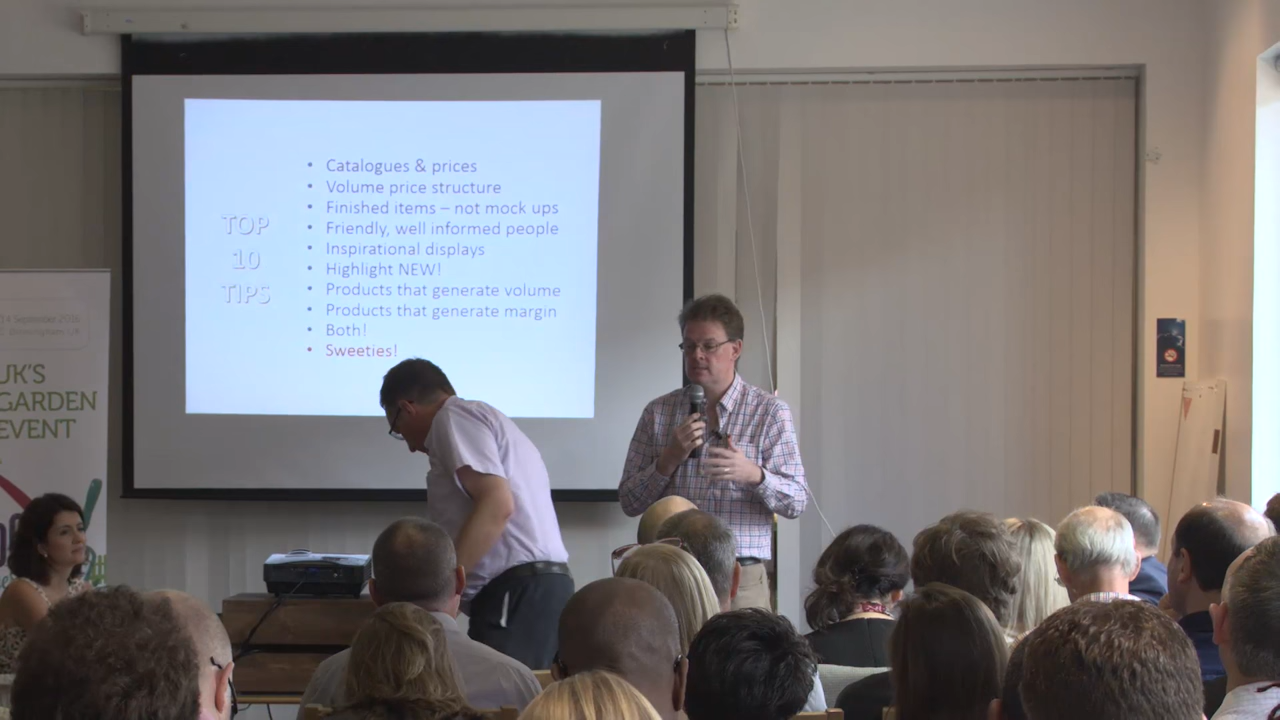 TOP
10
TIPS
• Catalogues & prices
• Volume price structure
• Finished items – not mock ups
• Friendly, well informed people
• Inspirational displays
• Highlight NEW!
• Products that generate volume
• Products that generate margin
• Both!
• Sweeties!
September
UK'S
GARDEN
EVENT